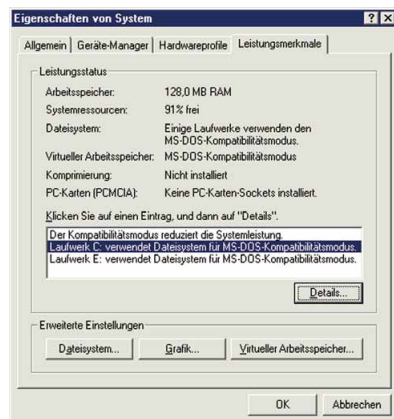 Eigenschaften von System
Allgemein Geräte-Manager Hardwareprofile Leistungsmerkmale
Leistungsstatus
Arbeitsspeicher: 128,0 MB RAM
Systemressourcen: 91% frei
Dateisystem: Einige Laufwerke verwenden den
MS-DOS-Kompatibilitätsmodus.
Virtueller Arbeitsspeicher: MS-DOS-Kompatibilitätsmodus
Komprimierung: Nicht installiert
PC-Karten (PCMCIA): Keine PC-Karten-Sockets installiert.
Klicken Sie auf einen Eintrag, und dann auf "Details".
Der Kompatibilitätsmodus reduziert die Systemleistung.
Laufwerk C: verwendet Dateisystem für MS-DOS-Kompatibilitätsmodus.
Laufwerk E: verwendet Dateisystem für MS-DOS-Kompatibilitätsmodus.
Details...
Erweiterte Einstellungen
Dateisystem... Grafik... Virtueller Arbeitsspeicher...
OK Abbrechen